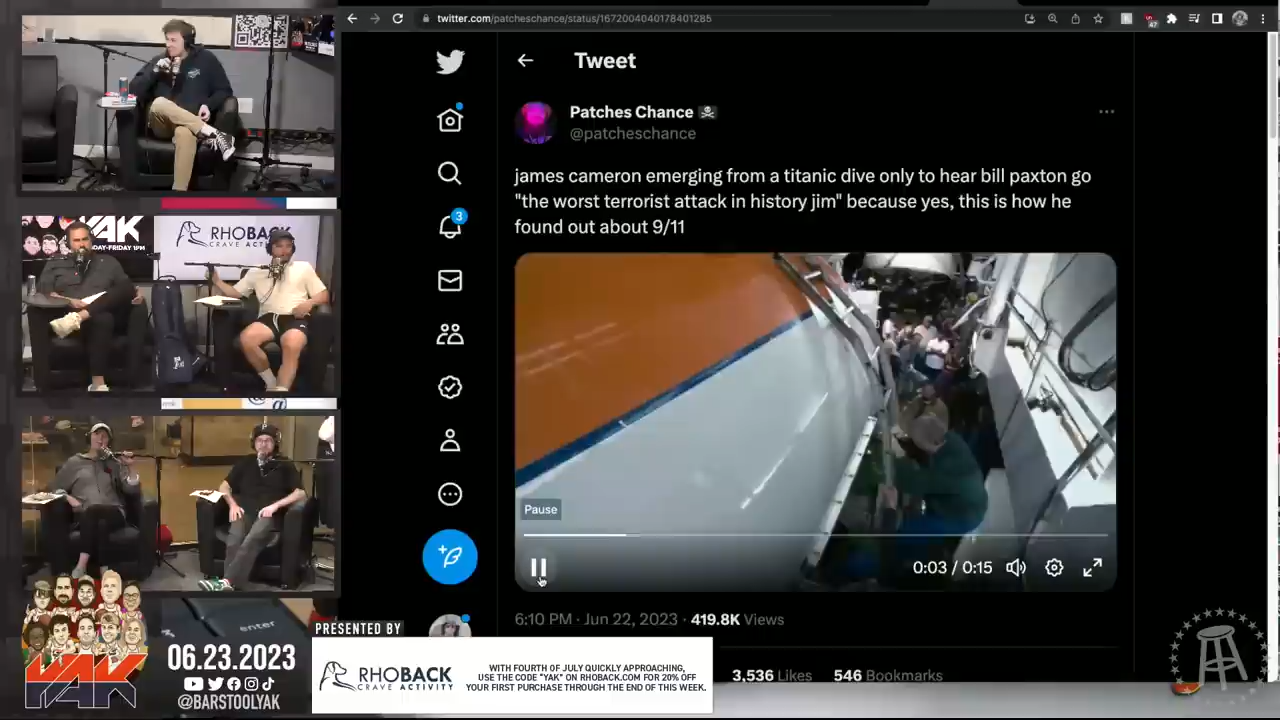 twitter.com/patcheschance/status/1672004040178401285
Tweet
Patches Chance
@patcheschance
james cameron emerging from a titanic dive only to hear bill paxton go
"the worst terrorist attack in history jim" because yes, this is how he
found out about 9/11
3
Pause
0:03 / 0:15
6:10 PM · Jun 22, 2023 · 419.8K Views
3,536 Likes 546 Bookmarks
YAK
DAY-FRIDAY 1PM
RHOBACK
CRAVE ACTIVITY
enter
YAK
06.23.2023
@BARSTOOLYAK
PRESENTED BY
RHOBACK
CRAVE ACTIVITY
WITH FOURTH OF JULY QUICKLY APPROACHING,
USE THE CODE "YAK" ON RHOBACK.COM FOR 20% OFF
YOUR FIRST PURCHASE THROUGH THE END OF THIS WEEK.